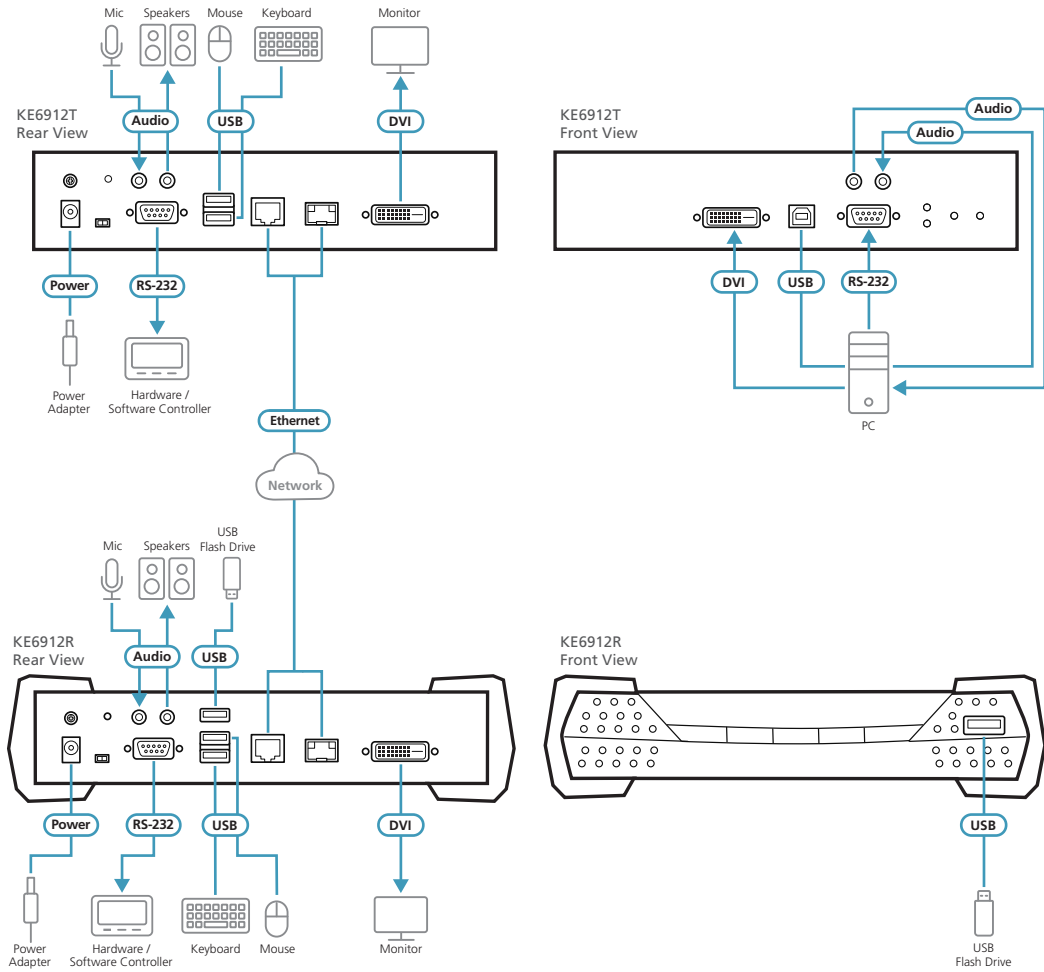 Mic
Speakers
Mouse
Keyboard
Monitor
KE6912T
Rear View
Audio
USB
DVI
Power
RS-232
Power
Adapter
Hardware /
Software Controller
KE6912T
Front View
Audio
Audio
DVI
USB
RS-232
PC
Ethernet
Network
Mic
Speakers
USB
Flash Drive
KE6912R
Rear View
Audio
USB
Power
RS-232
USB
DVI
Power
Adapter
Hardware /
Software Controller
Keyboard
Mouse
Monitor
KE6912R
Front View
USB
USB
Flash Drive